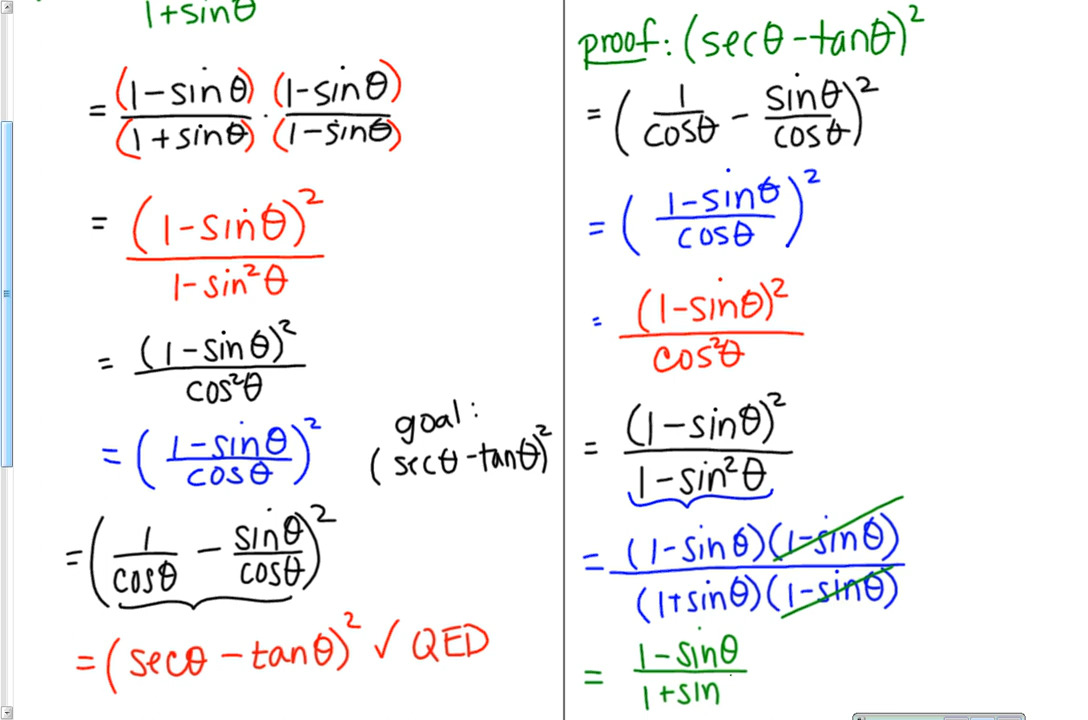 1+sinθ
= (1-sinθ)/(1+sinθ) · (1-sinθ)/(1-sinθ)
= (1-sinθ)²/(1-sin²θ)
= (1-sinθ)²/cos²θ
= ((1-sinθ)/cosθ)²
goal:
(secθ-tanθ)²
= (1/cosθ - sinθ/cosθ)²
= (secθ-tanθ)² ✓ QED
proof: (secθ-tanθ)²
= (1/cosθ - sinθ/cosθ)²
= ((1-sinθ)/cosθ)²
= (1-sinθ)²/cos²θ
= (1-sinθ)²/(1-sin²θ)
= (1-sinθ)(1-sinθ)/(1+sinθ)(1-sinθ)
= (1-sinθ)/(1+sin